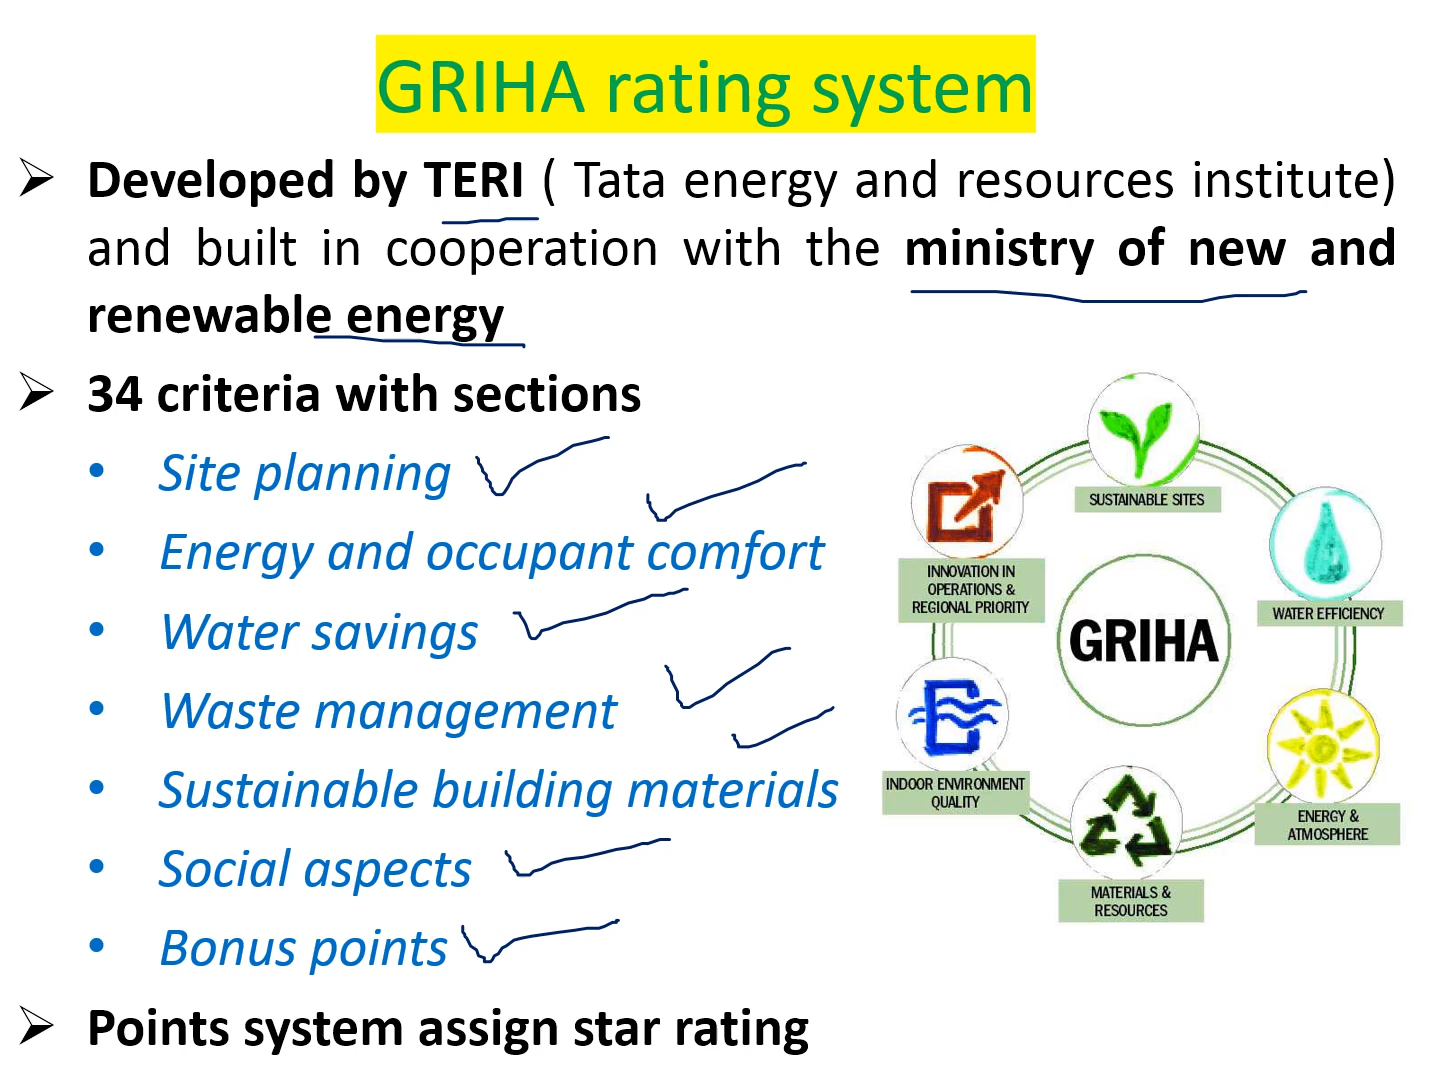 GRIHA rating system
➢ Developed by TERI ( Tata energy and resources institute)
and built in cooperation with the ministry of new and
renewable energy
➢ 34 criteria with sections
• Site planning
• Energy and occupant comfort
• Water savings
• Waste management
• Sustainable building materials
• Social aspects
• Bonus points
➢ Points system assign star rating
SUSTAINABLE SITES
WATER EFFICIENCY
ENERGY &
ATMOSPHERE
MATERIALS &
RESOURCES
INDOOR ENVIRONMENT
QUALITY
INNOVATION IN
OPERATIONS &
REGIONAL PRIORITY
GRIHA